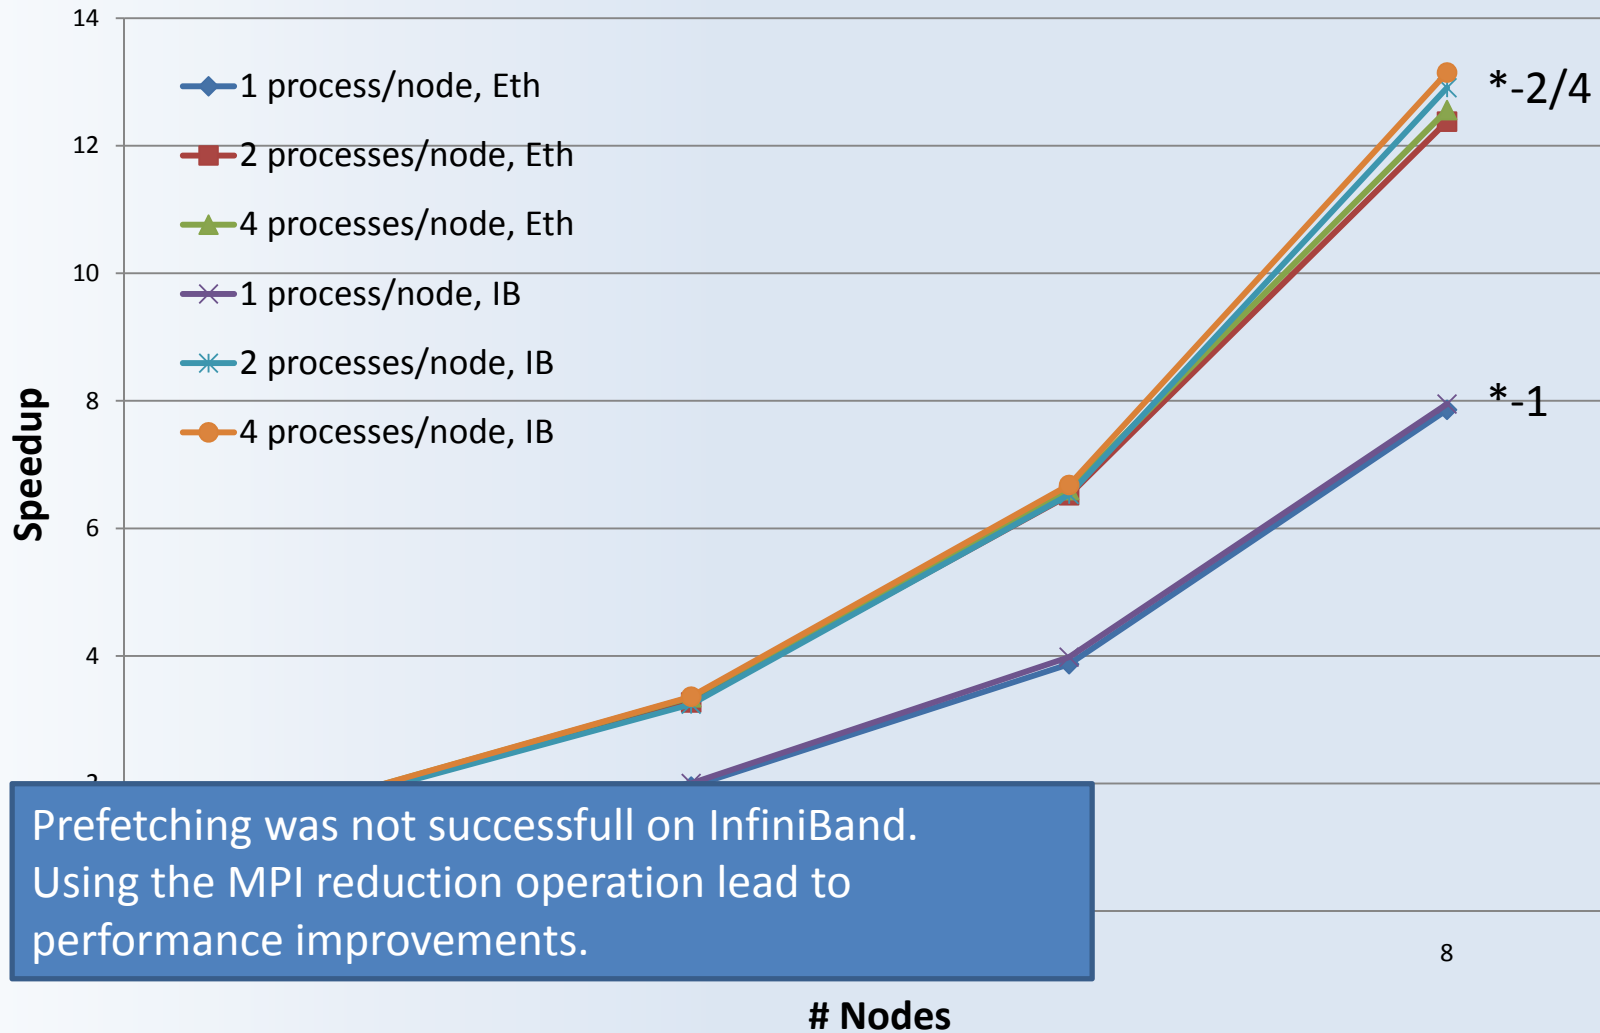 14
12
10
8
6
4
2
1 process/node, Eth
2 processes/node, Eth
4 processes/node, Eth
1 process/node, IB
2 processes/node, IB
4 processes/node, IB
*-2/4
*-1
Speedup
Prefetching was not successfull on InfiniBand.
Using the MPI reduction operation lead to
performance improvements.
8
# Nodes